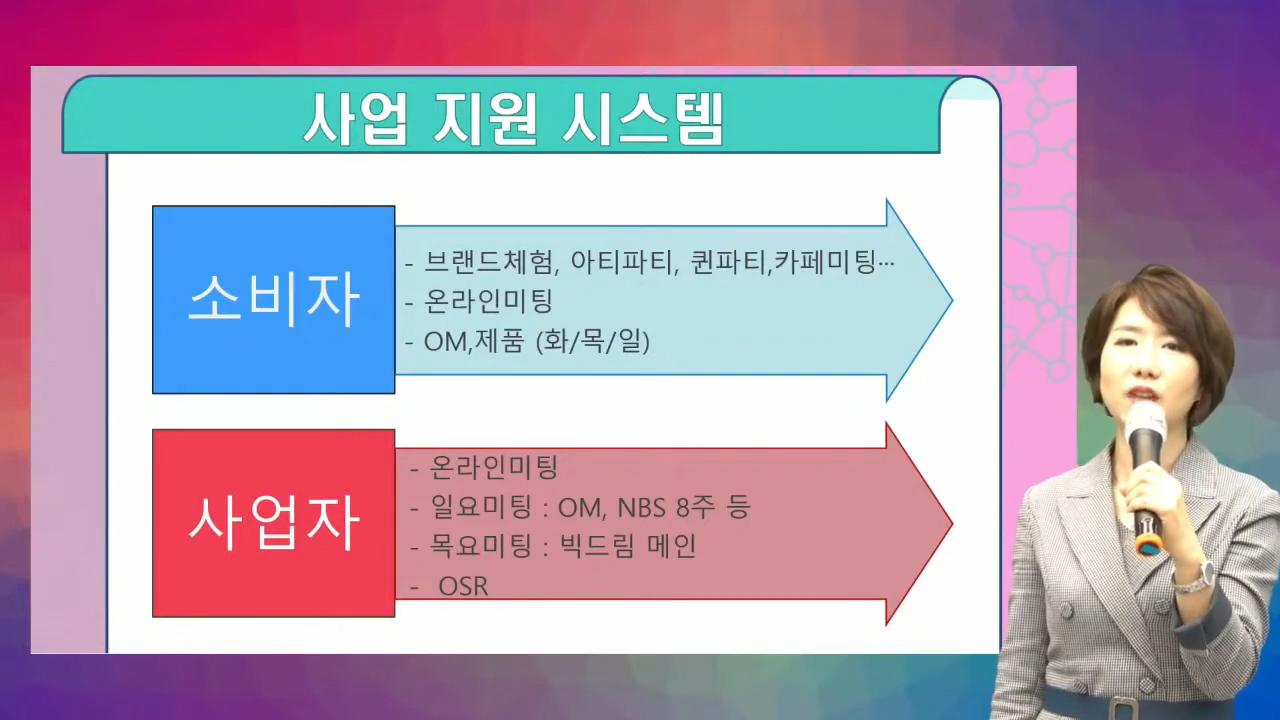 사업 지원 시스템
소비자
- 브랜드체험, 아티파티, 퀸파티,카페미팅···
- 온라인미팅
- OM,제품 (화/목/일)
사업자
- 온라인미팅
- 일요미팅 : OM, NBS 8주 등
- 목요미팅 : 빅드림 메인
- OSR